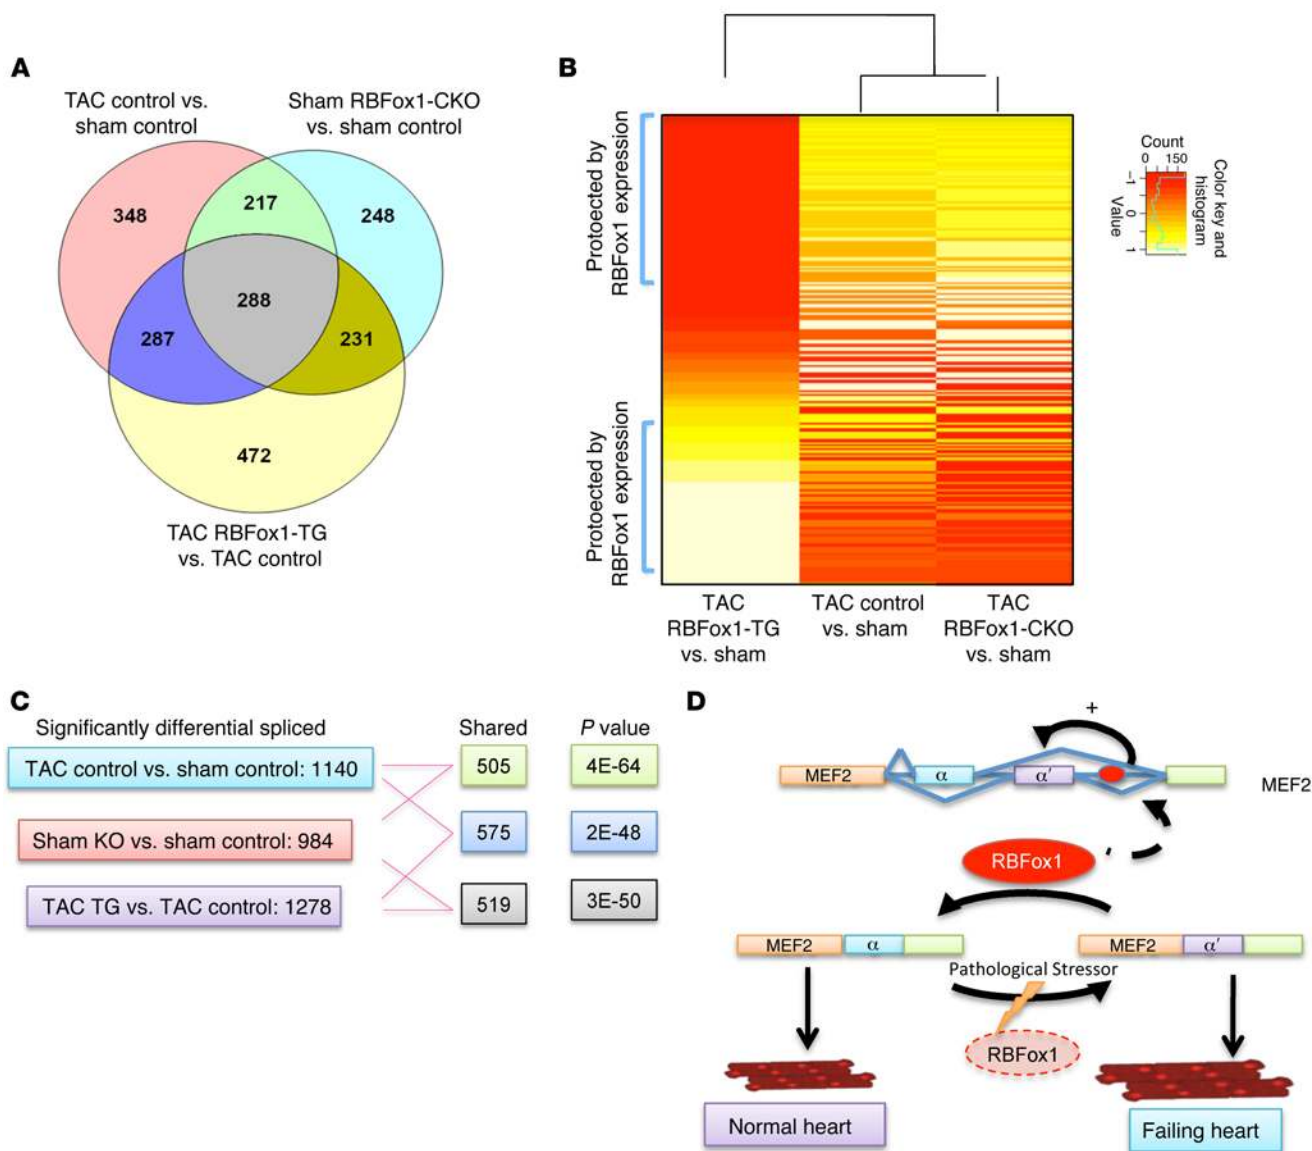 A
TAC control vs.
sham control
Sham RBFox1-CKO
vs. sham control
348
217
248
288
287
231
472
TAC RBFox1-TG
vs. TAC control
B
Protoected by
RBFox1 expression
Protoected by
RBFox1 expression
TAC
RBFox1-TG
vs. sham
TAC control
vs. sham
TAC
RBFox1-CKO
vs. sham
Count
0 150
-1 0 1
Value
Color key and
histogram
C
Significantly differential spliced
Shared
P value
TAC control vs. sham control: 1140
505
4E-64
Sham KO vs. sham control: 984
575
2E-48
TAC TG vs. TAC control: 1278
519
3E-50
D
+
MEF2
α
α'
MEF2
RBFox1
MEF2
α
MEF2
α'
Pathological Stressor
RBFox1
Normal heart
Failing heart